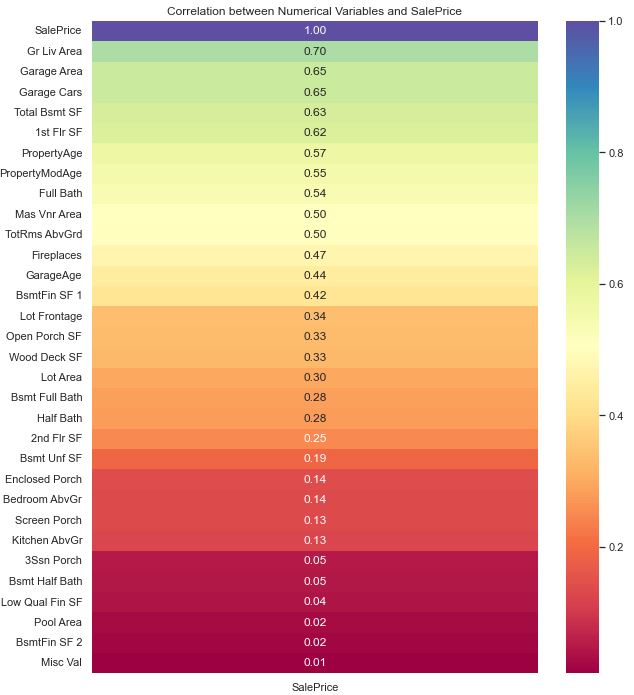 Correlation between Numerical Variables and SalePrice
SalePrice 1.00
Gr Liv Area 0.70
Garage Area 0.65
Garage Cars 0.65
Total Bsmt SF 0.63
1st Flr SF 0.62
PropertyAge 0.57
PropertyModAge 0.55
Full Bath 0.54
Mas Vnr Area 0.50
TotRms AbvGrd 0.50
Fireplaces 0.47
GarageAge 0.44
BsmtFin SF 1 0.42
Lot Frontage 0.34
Open Porch SF 0.33
Wood Deck SF 0.33
Lot Area 0.30
Bsmt Full Bath 0.28
Half Bath 0.28
2nd Flr SF 0.25
Bsmt Unf SF 0.19
Enclosed Porch 0.14
Bedroom AbvGr 0.14
Screen Porch 0.13
Kitchen AbvGr 0.13
3Ssn Porch 0.05
Bsmt Half Bath 0.05
Low Qual Fin SF 0.04
Pool Area 0.02
BsmtFin SF 2 0.02
Misc Val 0.01
SalePrice
1.0
0.8
0.6
0.4
0.2